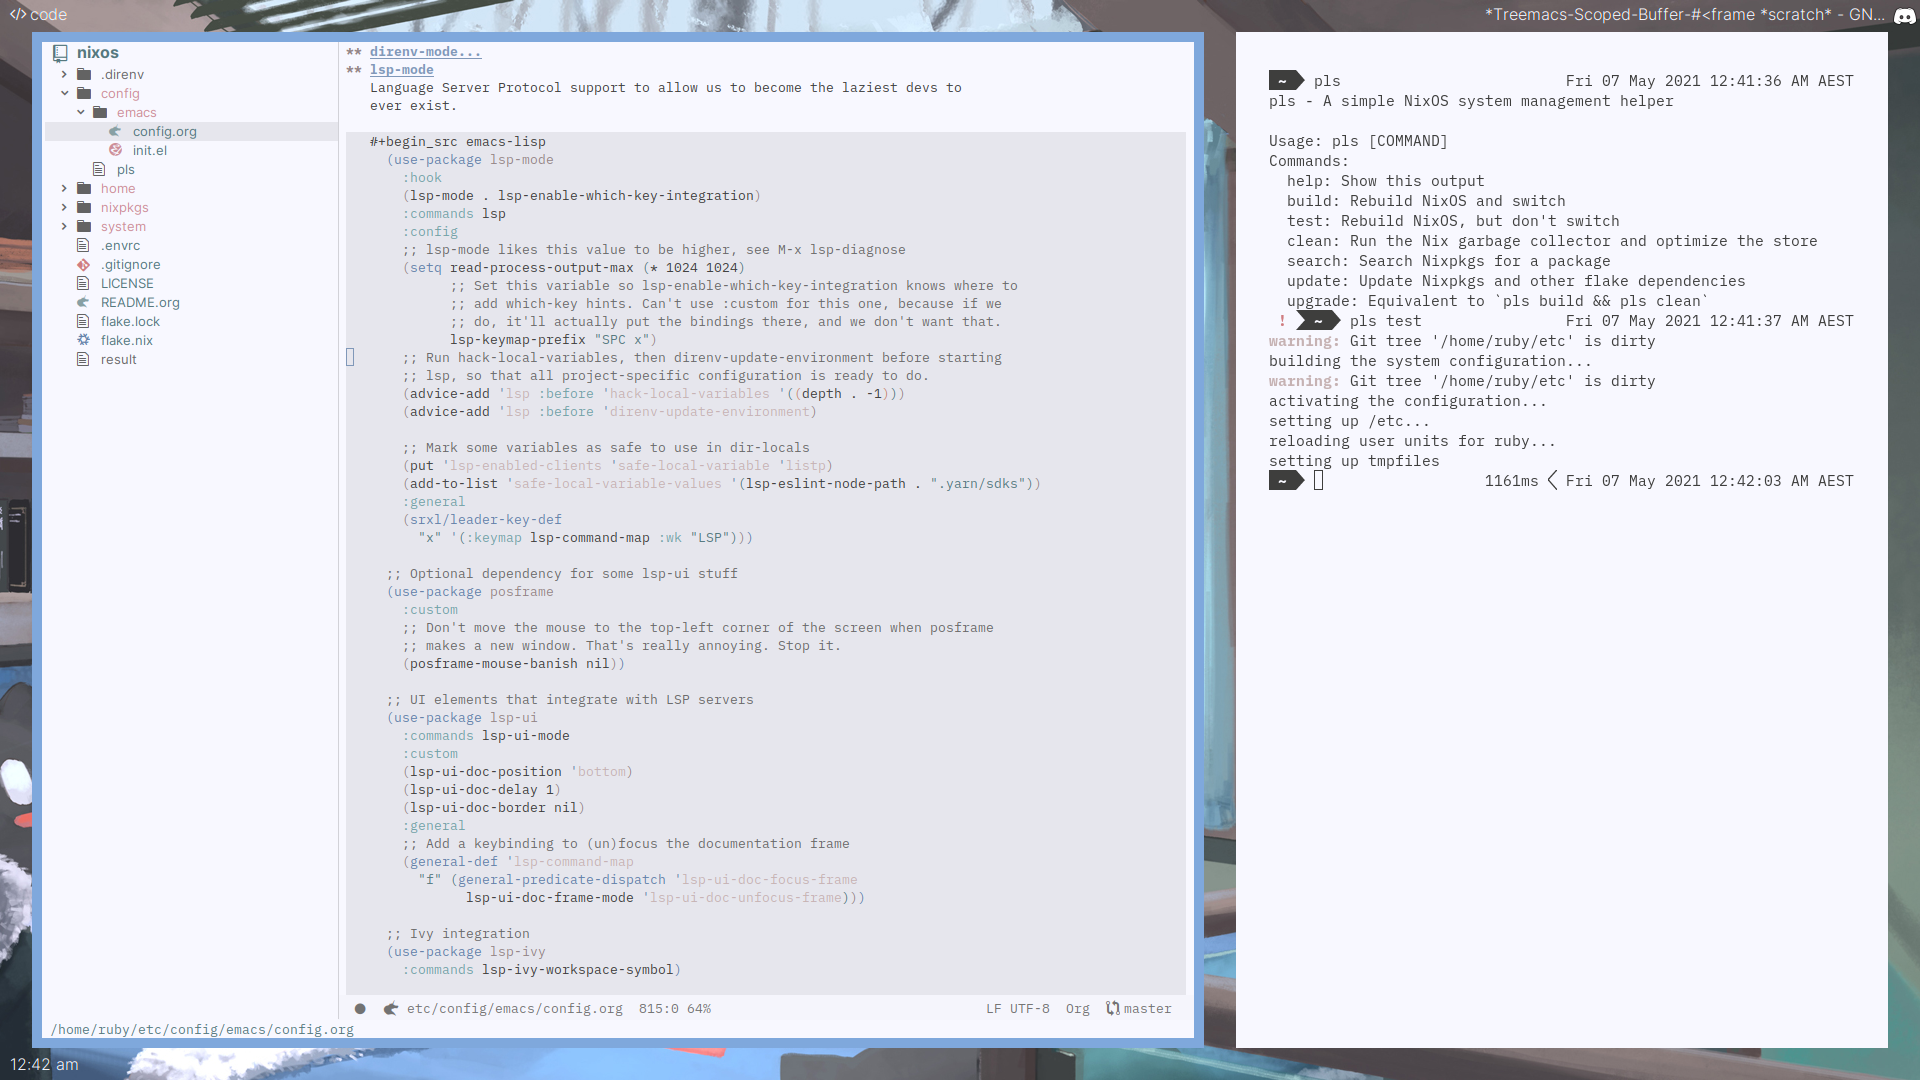 </> code
*Treemacs-Scoped-Buffer-#<frame *scratch* - GN...
nixos
.direnv
config
emacs
config.org
init.el
pls
home
nixpkgs
system
.envrc
.gitignore
LICENSE
README.org
flake.lock
flake.nix
result
** direnv-mode...
** lsp-mode
Language Server Protocol support to allow us to become the laziest devs to
ever exist.
#+begin_src emacs-lisp
(use-package lsp-mode
:hook
(lsp-mode . lsp-enable-which-key-integration)
:commands lsp
:config
;; lsp-mode likes this value to be higher, see M-x lsp-diagnose
(setq read-process-output-max (* 1024 1024)
;; Set this variable so lsp-enable-which-key-integration knows where to
;; add which-key hints. Can't use :custom for this one, because if we
;; do, it'll actually put the bindings there, and we don't want that.
lsp-keymap-prefix "SPC x")
;; Run hack-local-variables, then direnv-update-environment before starting
;; lsp, so that all project-specific configuration is ready to do.
(advice-add 'lsp :before 'hack-local-variables '((depth . -1)))
(advice-add 'lsp :before 'direnv-update-environment)
;; Mark some variables as safe to use in dir-locals
(put 'lsp-enabled-clients 'safe-local-variable 'listp)
(add-to-list 'safe-local-variable-values '(lsp-eslint-node-path . ".yarn/sdks"))
:general
(srxl/leader-key-def
"x" '(:keymap lsp-command-map :wk "LSP")))
;; Optional dependency for some lsp-ui stuff
(use-package posframe
:custom
;; Don't move the mouse to the top-left corner of the screen when posframe
;; makes a new window. That's really annoying. Stop it.
(posframe-mouse-banish nil))
;; UI elements that integrate with LSP servers
(use-package lsp-ui
:commands lsp-ui-mode
:custom
(lsp-ui-doc-position 'bottom)
(lsp-ui-doc-delay 1)
(lsp-ui-doc-border nil)
:general
;; Add a keybinding to (un)focus the documentation frame
(general-def 'lsp-command-map
"f" (general-predicate-dispatch 'lsp-ui-doc-focus-frame
lsp-ui-doc-frame-mode 'lsp-ui-doc-unfocus-frame)))
;; Ivy integration
(use-package lsp-ivy
:commands lsp-ivy-workspace-symbol)
etc/config/emacs/config.org 815:0 64% LF UTF-8 Org master
/home/ruby/etc/config/emacs/config.org
~ pls Fri 07 May 2021 12:41:36 AM AEST
pls - A simple NixOS system management helper
Usage: pls [COMMAND]
Commands:
help: Show this output
build: Rebuild NixOS and switch
test: Rebuild NixOS, but don't switch
clean: Run the Nix garbage collector and optimize the store
search: Search Nixpkgs for a package
update: Update Nixpkgs and other flake dependencies
upgrade: Equivalent to `pls build && pls clean`
! ~ pls test Fri 07 May 2021 12:41:37 AM AEST
warning: Git tree '/home/ruby/etc' is dirty
building the system configuration...
warning: Git tree '/home/ruby/etc' is dirty
activating the configuration...
setting up /etc...
reloading user units for ruby...
setting up tmpfiles
~ 1161ms Fri 07 May 2021 12:42:03 AM AEST
12:42 am